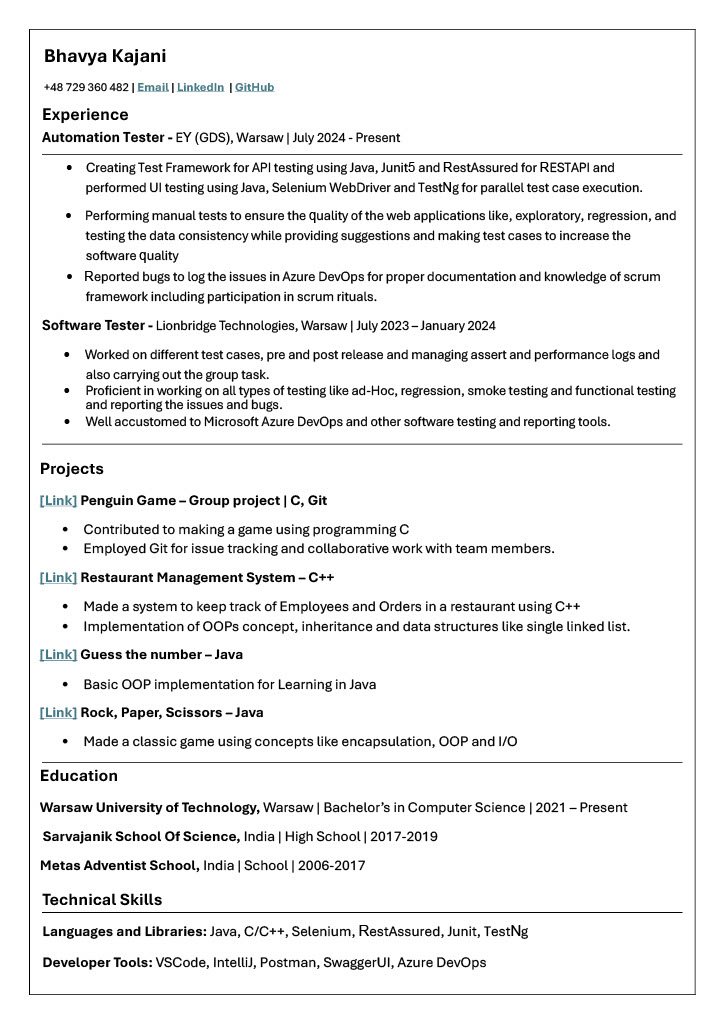 Bhavya Kajani
+48 729 360 482 | Email | LinkedIn | GitHub
Experience
Automation Tester - EY (GDS), Warsaw | July 2024 - Present
• Creating Test Framework for API testing using Java, Junit5 and RestAssured for RESTAPI and
performed UI testing using Java, Selenium WebDriver and TestNg for parallel test case execution.
• Performing manual tests to ensure the quality of the web applications like, exploratory, regression, and
testing the data consistency while providing suggestions and making test cases to increase the
software quality
• Reported bugs to log the issues in Azure DevOps for proper documentation and knowledge of scrum
framework including participation in scrum rituals.
Software Tester - Lionbridge Technologies, Warsaw | July 2023 – January 2024
• Worked on different test cases, pre and post release and managing assert and performance logs and
also carrying out the group task.
• Proficient in working on all types of testing like ad-Hoc, regression, smoke testing and functional testing
and reporting the issues and bugs.
• Well accustomed to Microsoft Azure DevOps and other software testing and reporting tools.
Projects
[Link] Penguin Game – Group project | C, Git
• Contributed to making a game using programming C
• Employed Git for issue tracking and collaborative work with team members.
[Link] Restaurant Management System – C++
• Made a system to keep track of Employees and Orders in a restaurant using C++
• Implementation of OOPs concept, inheritance and data structures like single linked list.
[Link] Guess the number – Java
• Basic OOP implementation for Learning in Java
[Link] Rock, Paper, Scissors – Java
• Made a classic game using concepts like encapsulation, OOP and I/O
Education
Warsaw University of Technology, Warsaw | Bachelor’s in Computer Science | 2021 – Present
Sarvajanik School Of Science, India | High School | 2017-2019
Metas Adventist School, India | School | 2006-2017
Technical Skills
Languages and Libraries: Java, C/C++, Selenium, RestAssured, Junit, TestNg
Developer Tools: VSCode, IntelliJ, Postman, SwaggerUI, Azure DevOps